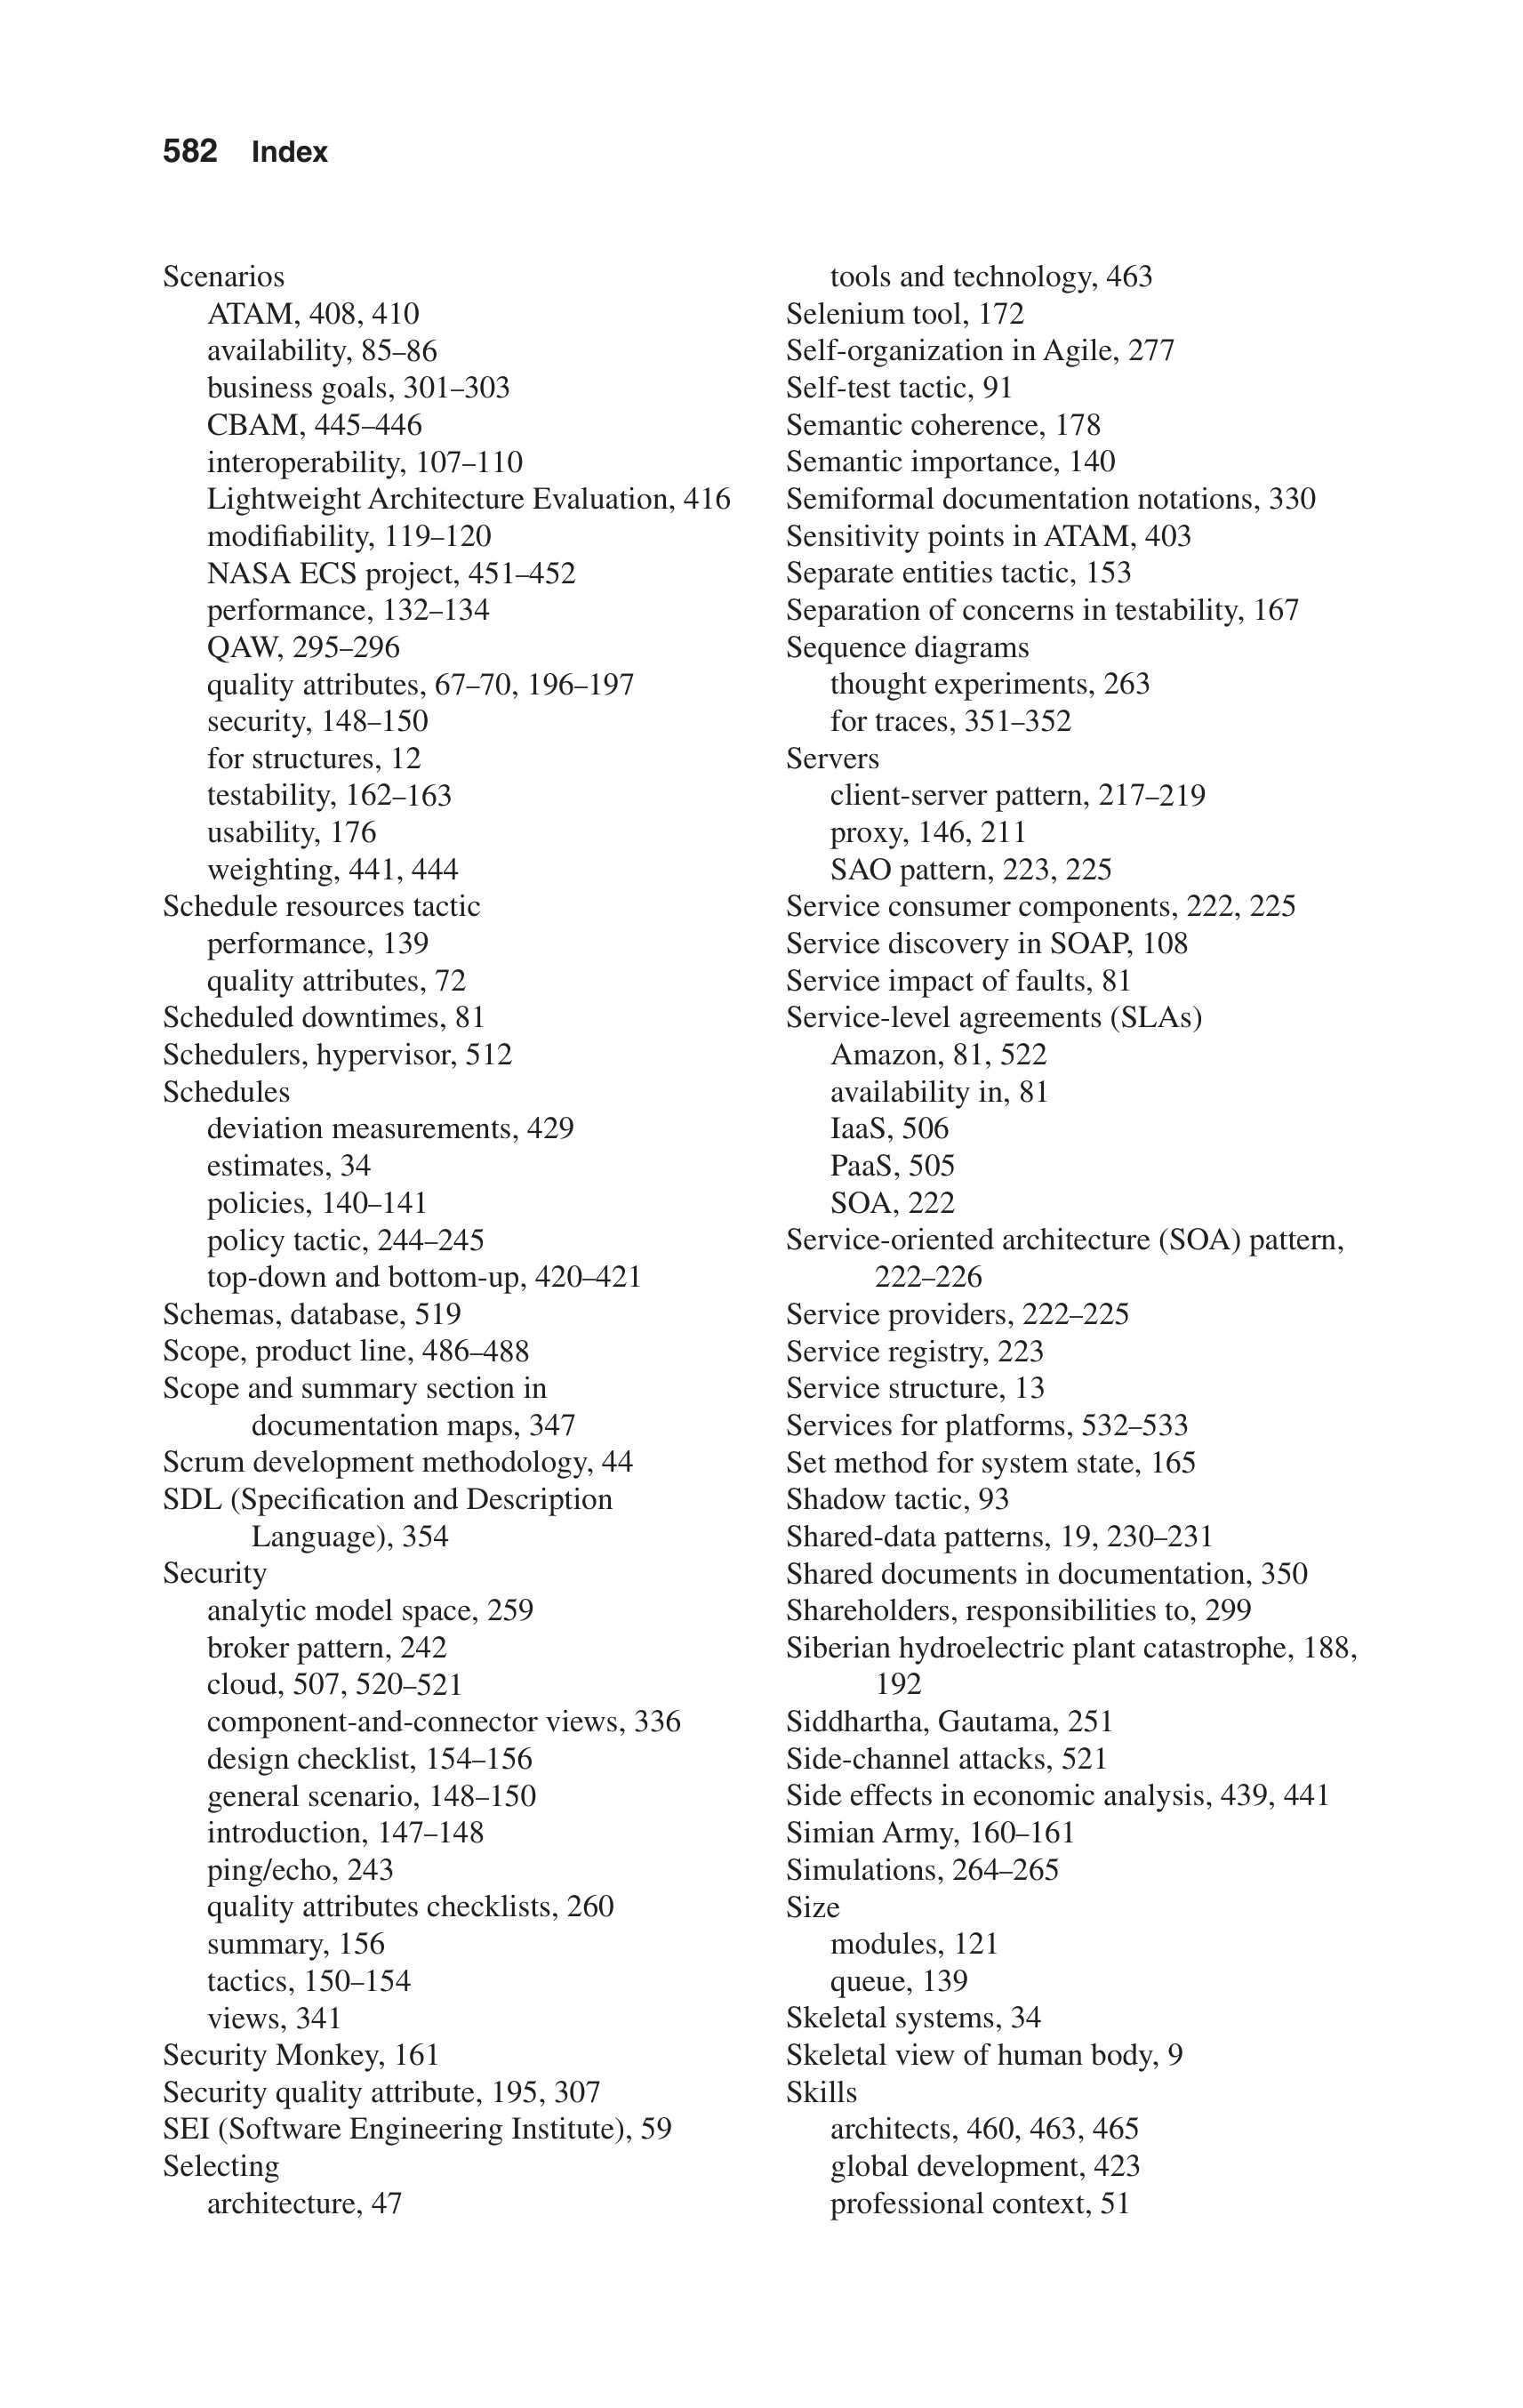 582 Index
Scenarios
ATAM, 408, 410
availability, 85–86
business goals, 301–303
CBAM, 445–446
interoperability, 107–110
Lightweight Architecture Evaluation, 416
modifiability, 119–120
NASA ECS project, 451–452
performance, 132–134
QAW, 295–296
quality attributes, 67–70, 196–197
security, 148–150
for structures, 12
testability, 162–163
usability, 176
weighting, 441, 444
Schedule resources tactic
performance, 139
quality attributes, 72
Scheduled downtimes, 81
Schedulers, hypervisor, 512
Schedules
deviation measurements, 429
estimates, 34
policies, 140–141
policy tactic, 244–245
top-down and bottom-up, 420–421
Schemas, database, 519
Scope, product line, 486–488
Scope and summary section in
documentation maps, 347
Scrum development methodology, 44
SDL (Specification and Description
Language), 354
Security
analytic model space, 259
broker pattern, 242
cloud, 507, 520–521
component-and-connector views, 336
design checklist, 154–156
general scenario, 148–150
introduction, 147–148
ping/echo, 243
quality attributes checklists, 260
summary, 156
tactics, 150–154
views, 341
Security Monkey, 161
Security quality attribute, 195, 307
SEI (Software Engineering Institute), 59
Selecting
architecture, 47
tools and technology, 463
Selenium tool, 172
Self-organization in Agile, 277
Self-test tactic, 91
Semantic coherence, 178
Semantic importance, 140
Semiformal documentation notations, 330
Sensitivity points in ATAM, 403
Separate entities tactic, 153
Separation of concerns in testability, 167
Sequence diagrams
thought experiments, 263
for traces, 351–352
Servers
client-server pattern, 217–219
proxy, 146, 211
SAO pattern, 223, 225
Service consumer components, 222, 225
Service discovery in SOAP, 108
Service impact of faults, 81
Service-level agreements (SLAs)
Amazon, 81, 522
availability in, 81
IaaS, 506
PaaS, 505
SOA, 222
Service-oriented architecture (SOA) pattern,
222–226
Service providers, 222–225
Service registry, 223
Service structure, 13
Services for platforms, 532–533
Set method for system state, 165
Shadow tactic, 93
Shared-data patterns, 19, 230–231
Shared documents in documentation, 350
Shareholders, responsibilities to, 299
Siberian hydroelectric plant catastrophe, 188,
192
Siddhartha, Gautama, 251
Side-channel attacks, 521
Side effects in economic analysis, 439, 441
Simian Army, 160–161
Simulations, 264–265
Size
modules, 121
queue, 139
Skeletal systems, 34
Skeletal view of human body, 9
Skills
architects, 460, 463, 465
global development, 423
professional context, 51